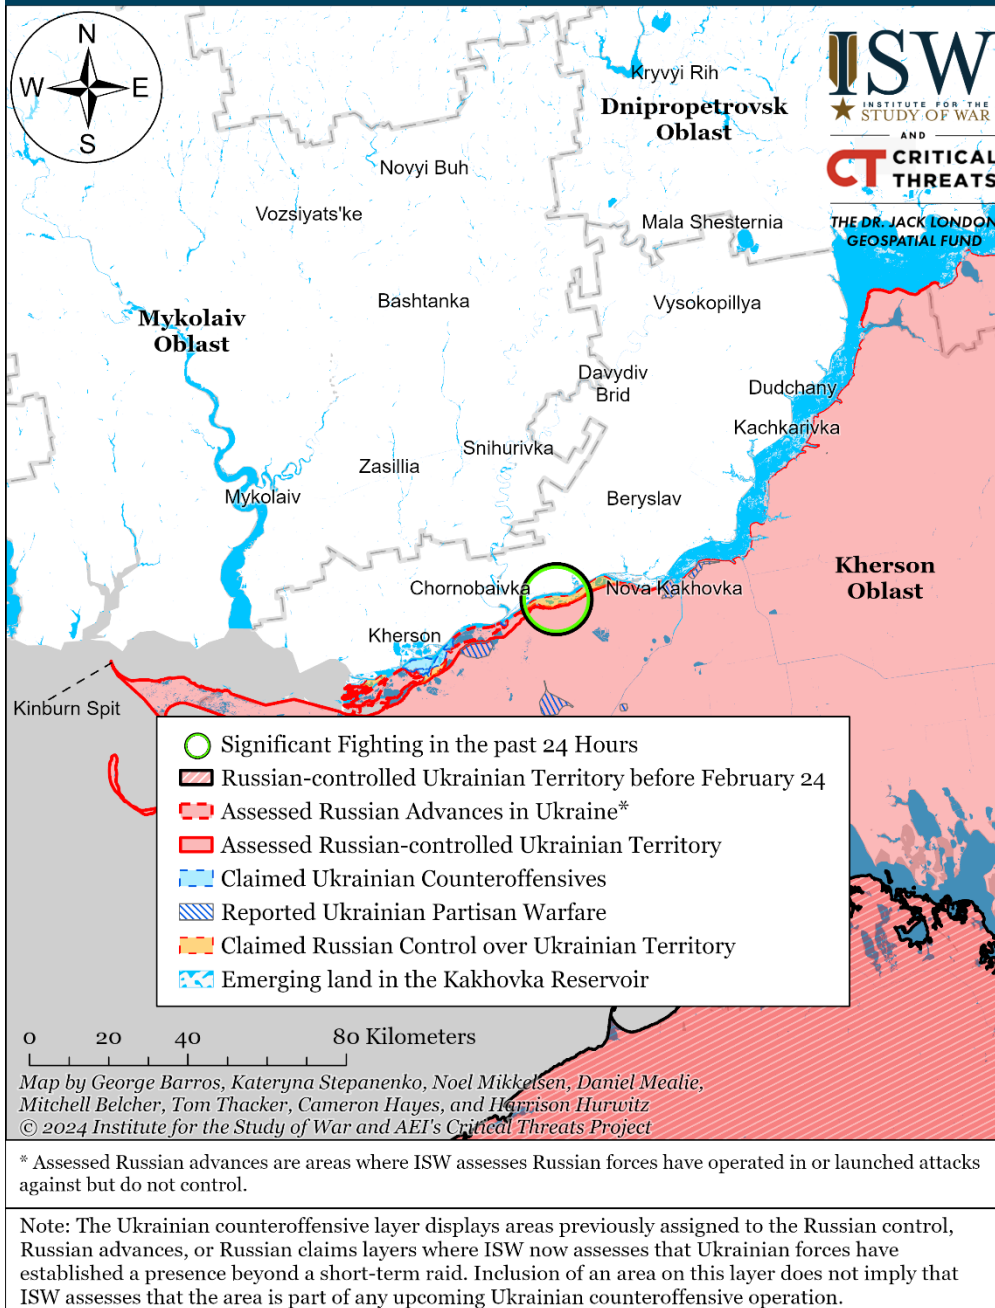 N
W E
S
ISW
INSTITUTE FOR THE
STUDY OF WAR
AND
CT CRITICAL
THREATS
THE DR. JACK LONDON
GEOSPATIAL FUND
Kryvyi Rih
Dnipropetrovsk
Oblast
Novyi Buh
Vozsiyats'ke
Mala Shesternia
Bashtanka
Vysokopillya
Mykolaiv
Oblast
Davydiv
Brid
Dudchany
Kachkarivka
Snihurivka
Zasillia
Mykolaiv
Beryslav
Kherson
Oblast
Chornobaivka
Nova Kakhovka
Kherson
Kinburn Spit
Significant Fighting in the past 24 Hours
Russian-controlled Ukrainian Territory before February 24
Assessed Russian Advances in Ukraine*
Assessed Russian-controlled Ukrainian Territory
Claimed Ukrainian Counteroffensives
Reported Ukrainian Partisan Warfare
Claimed Russian Control over Ukrainian Territory
Emerging land in the Kakhovka Reservoir
0 20 40 80 Kilometers
Map by George Barros, Kateryna Stepanenko, Noel Mikkelsen, Daniel Mealie,
Mitchell Belcher, Tom Thacker, Cameron Hayes, and Harrison Hurwitz
© 2024 Institute for the Study of War and AEI's Critical Threats Project
* Assessed Russian advances are areas where ISW assesses Russian forces have operated in or launched attacks
against but do not control.
Note: The Ukrainian counteroffensive layer displays areas previously assigned to the Russian control,
Russian advances, or Russian claims layers where ISW now assesses that Ukrainian forces have
established a presence beyond a short-term raid. Inclusion of an area on this layer does not imply that
ISW assesses that the area is part of any upcoming Ukrainian counteroffensive operation.